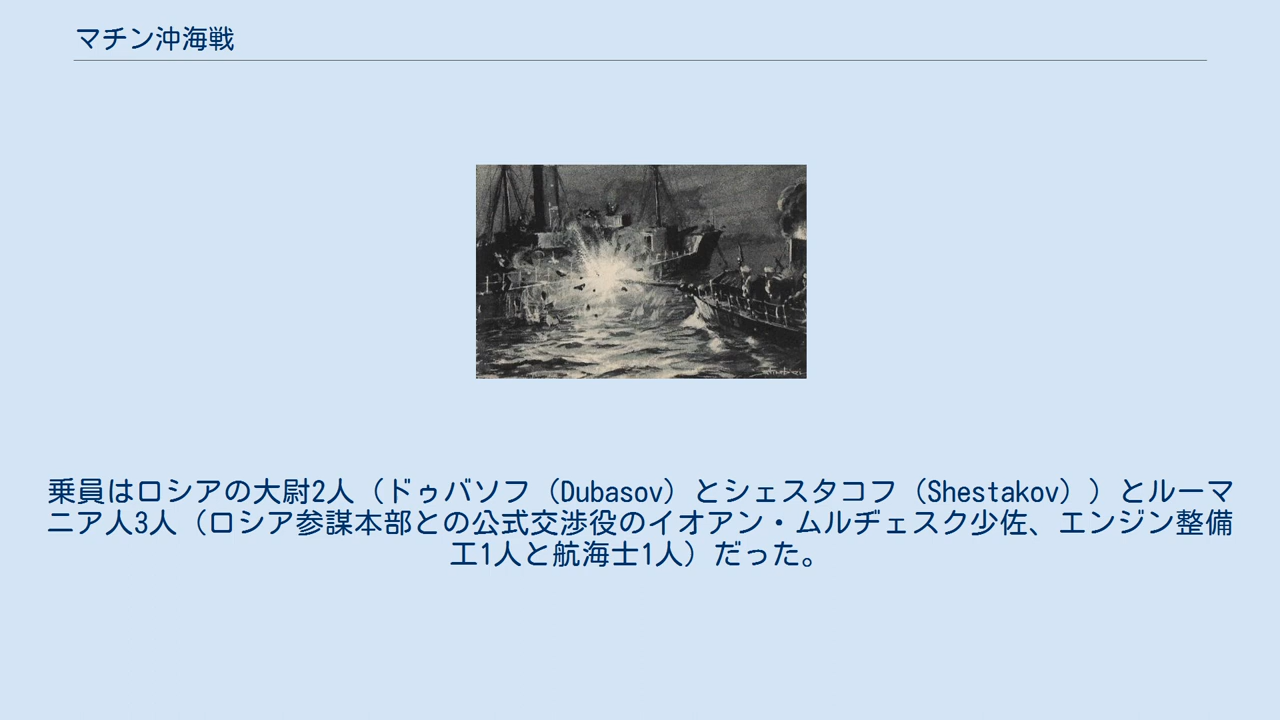 マチン沖海戦
乗員はロシアの大尉2人（ドゥバソフ（Dubasov）とシェスタコフ（Shestakov））とルーマ
ニア人3人（ロシア参謀本部との公式交渉役のイオアン・ムルヂェスク少佐、エンジン整備
工1人と航海士1人）だった。